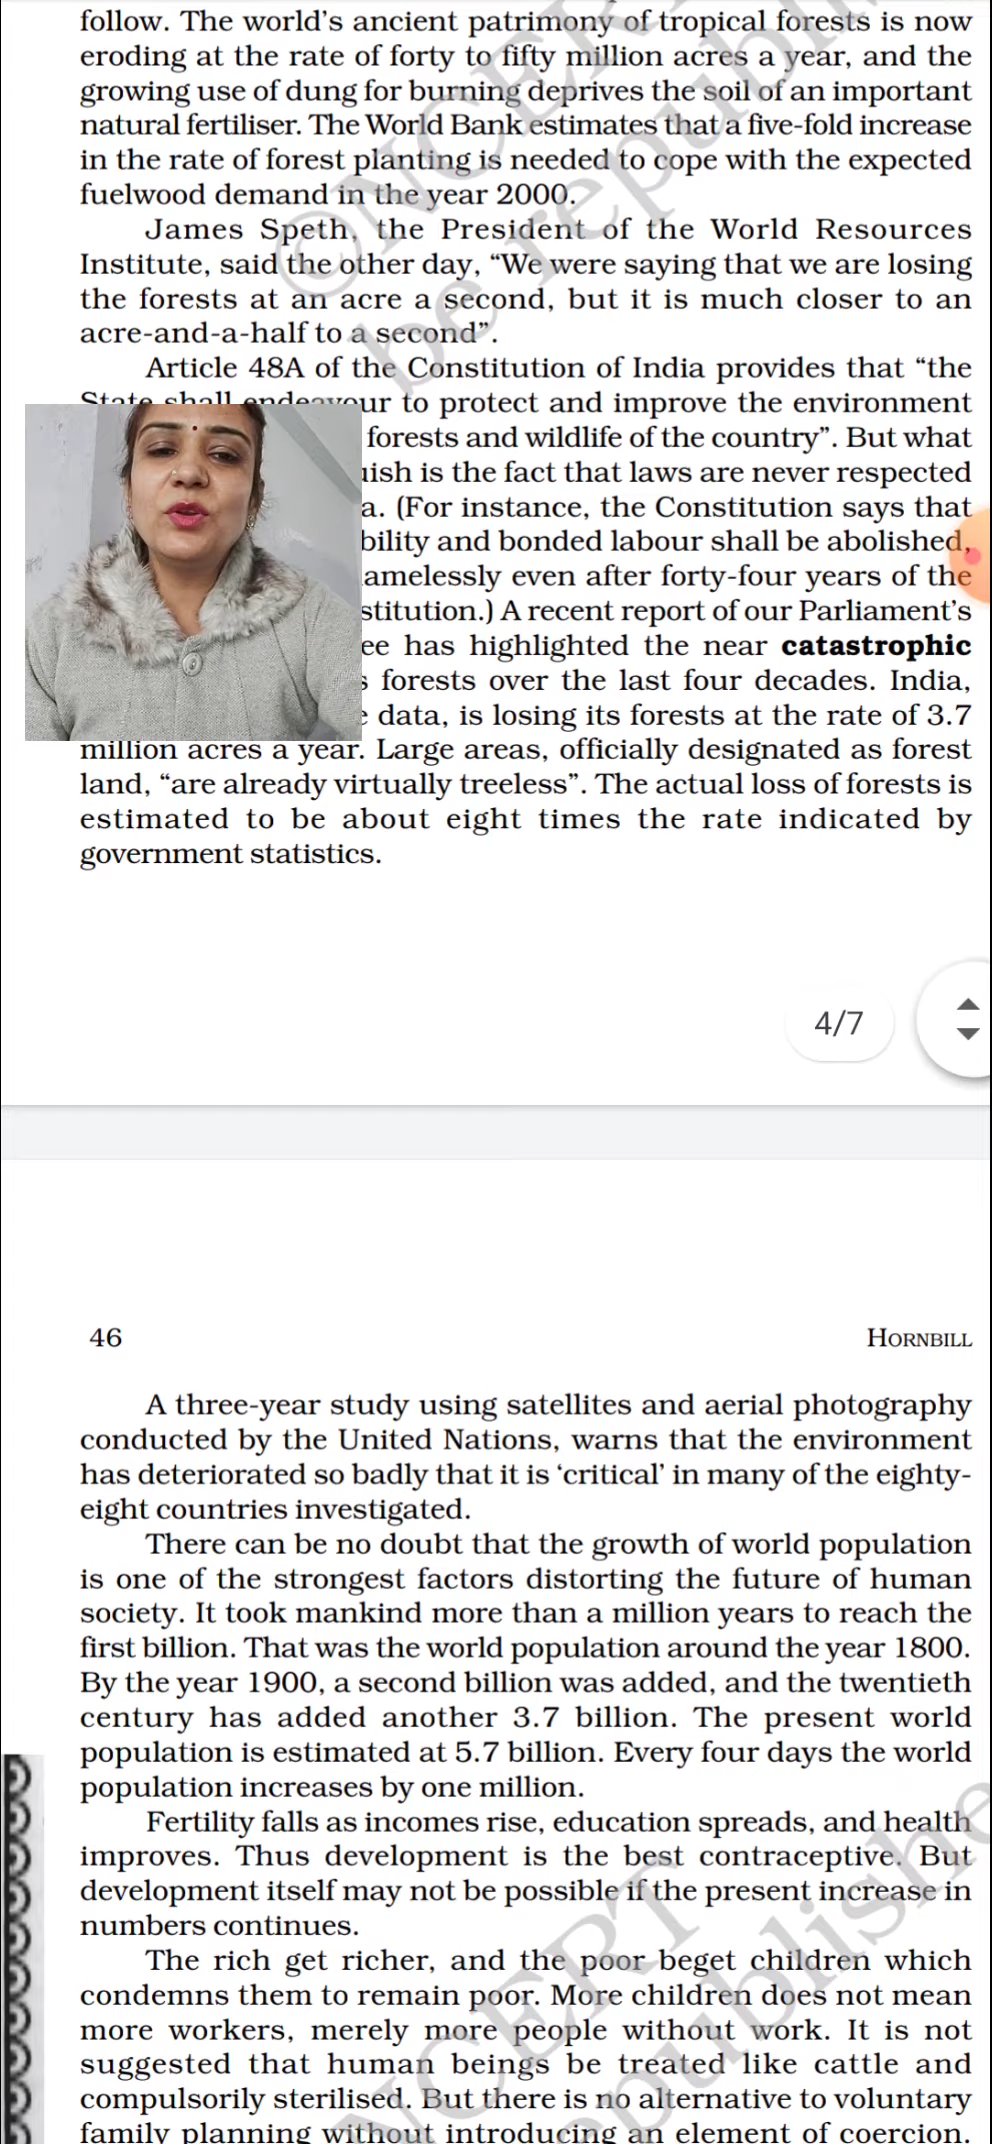 follow. The world's ancient patrimony of tropical forests is now
eroding at the rate of forty to fifty million acres a year, and the
growing use of dung for burning deprives the soil of an important
natural fertiliser. The World Bank estimates that a five-fold increase
in the rate of forest planting is needed to cope with the expected
fuelwood demand in the year 2000.
James Speth, the President of the World Resources
Institute, said the other day, “We were saying that we are losing
the forests at an acre a second, but it is much closer to an
acre-and-a-half to a second”.
Article 48A of the Constitution of India provides that “the
State shall endeavour to protect and improve the environment
forests and wildlife of the country”. But what
is the fact that laws are never respected
(For instance, the Constitution says that
and bonded labour shall be abolished,
even after forty-four years of the
A recent report of our Parliament's
has highlighted the near catastrophic
forests over the last four decades. India,
data, is losing its forests at the rate of 3.7
million acres a year. Large areas, officially designated as forest
land, “are already virtually treeless”. The actual loss of forests is
estimated to be about eight times the rate indicated by
government statistics.
4/7
46 HORNBILL
A three-year study using satellites and aerial photography
conducted by the United Nations, warns that the environment
has deteriorated so badly that it is ‘critical’ in many of the eighty-
eight countries investigated.
There can be no doubt that the growth of world population
is one of the strongest factors distorting the future of human
society. It took mankind more than a million years to reach the
first billion. That was the world population around the year 1800.
By the year 1900, a second billion was added, and the twentieth
century has added another 3.7 billion. The present world
population is estimated at 5.7 billion. Every four days the world
population increases by one million.
Fertility falls as incomes rise, education spreads, and health
improves. Thus development is the best contraceptive. But
development itself may not be possible if the present increase in
numbers continues.
The rich get richer, and the poor beget children which
condemns them to remain poor. More children does not mean
more workers, merely more people without work. It is not
suggested that human beings be treated like cattle and
compulsorily sterilised. But there is no alternative to voluntary
family planning without introducing an element of coercion.